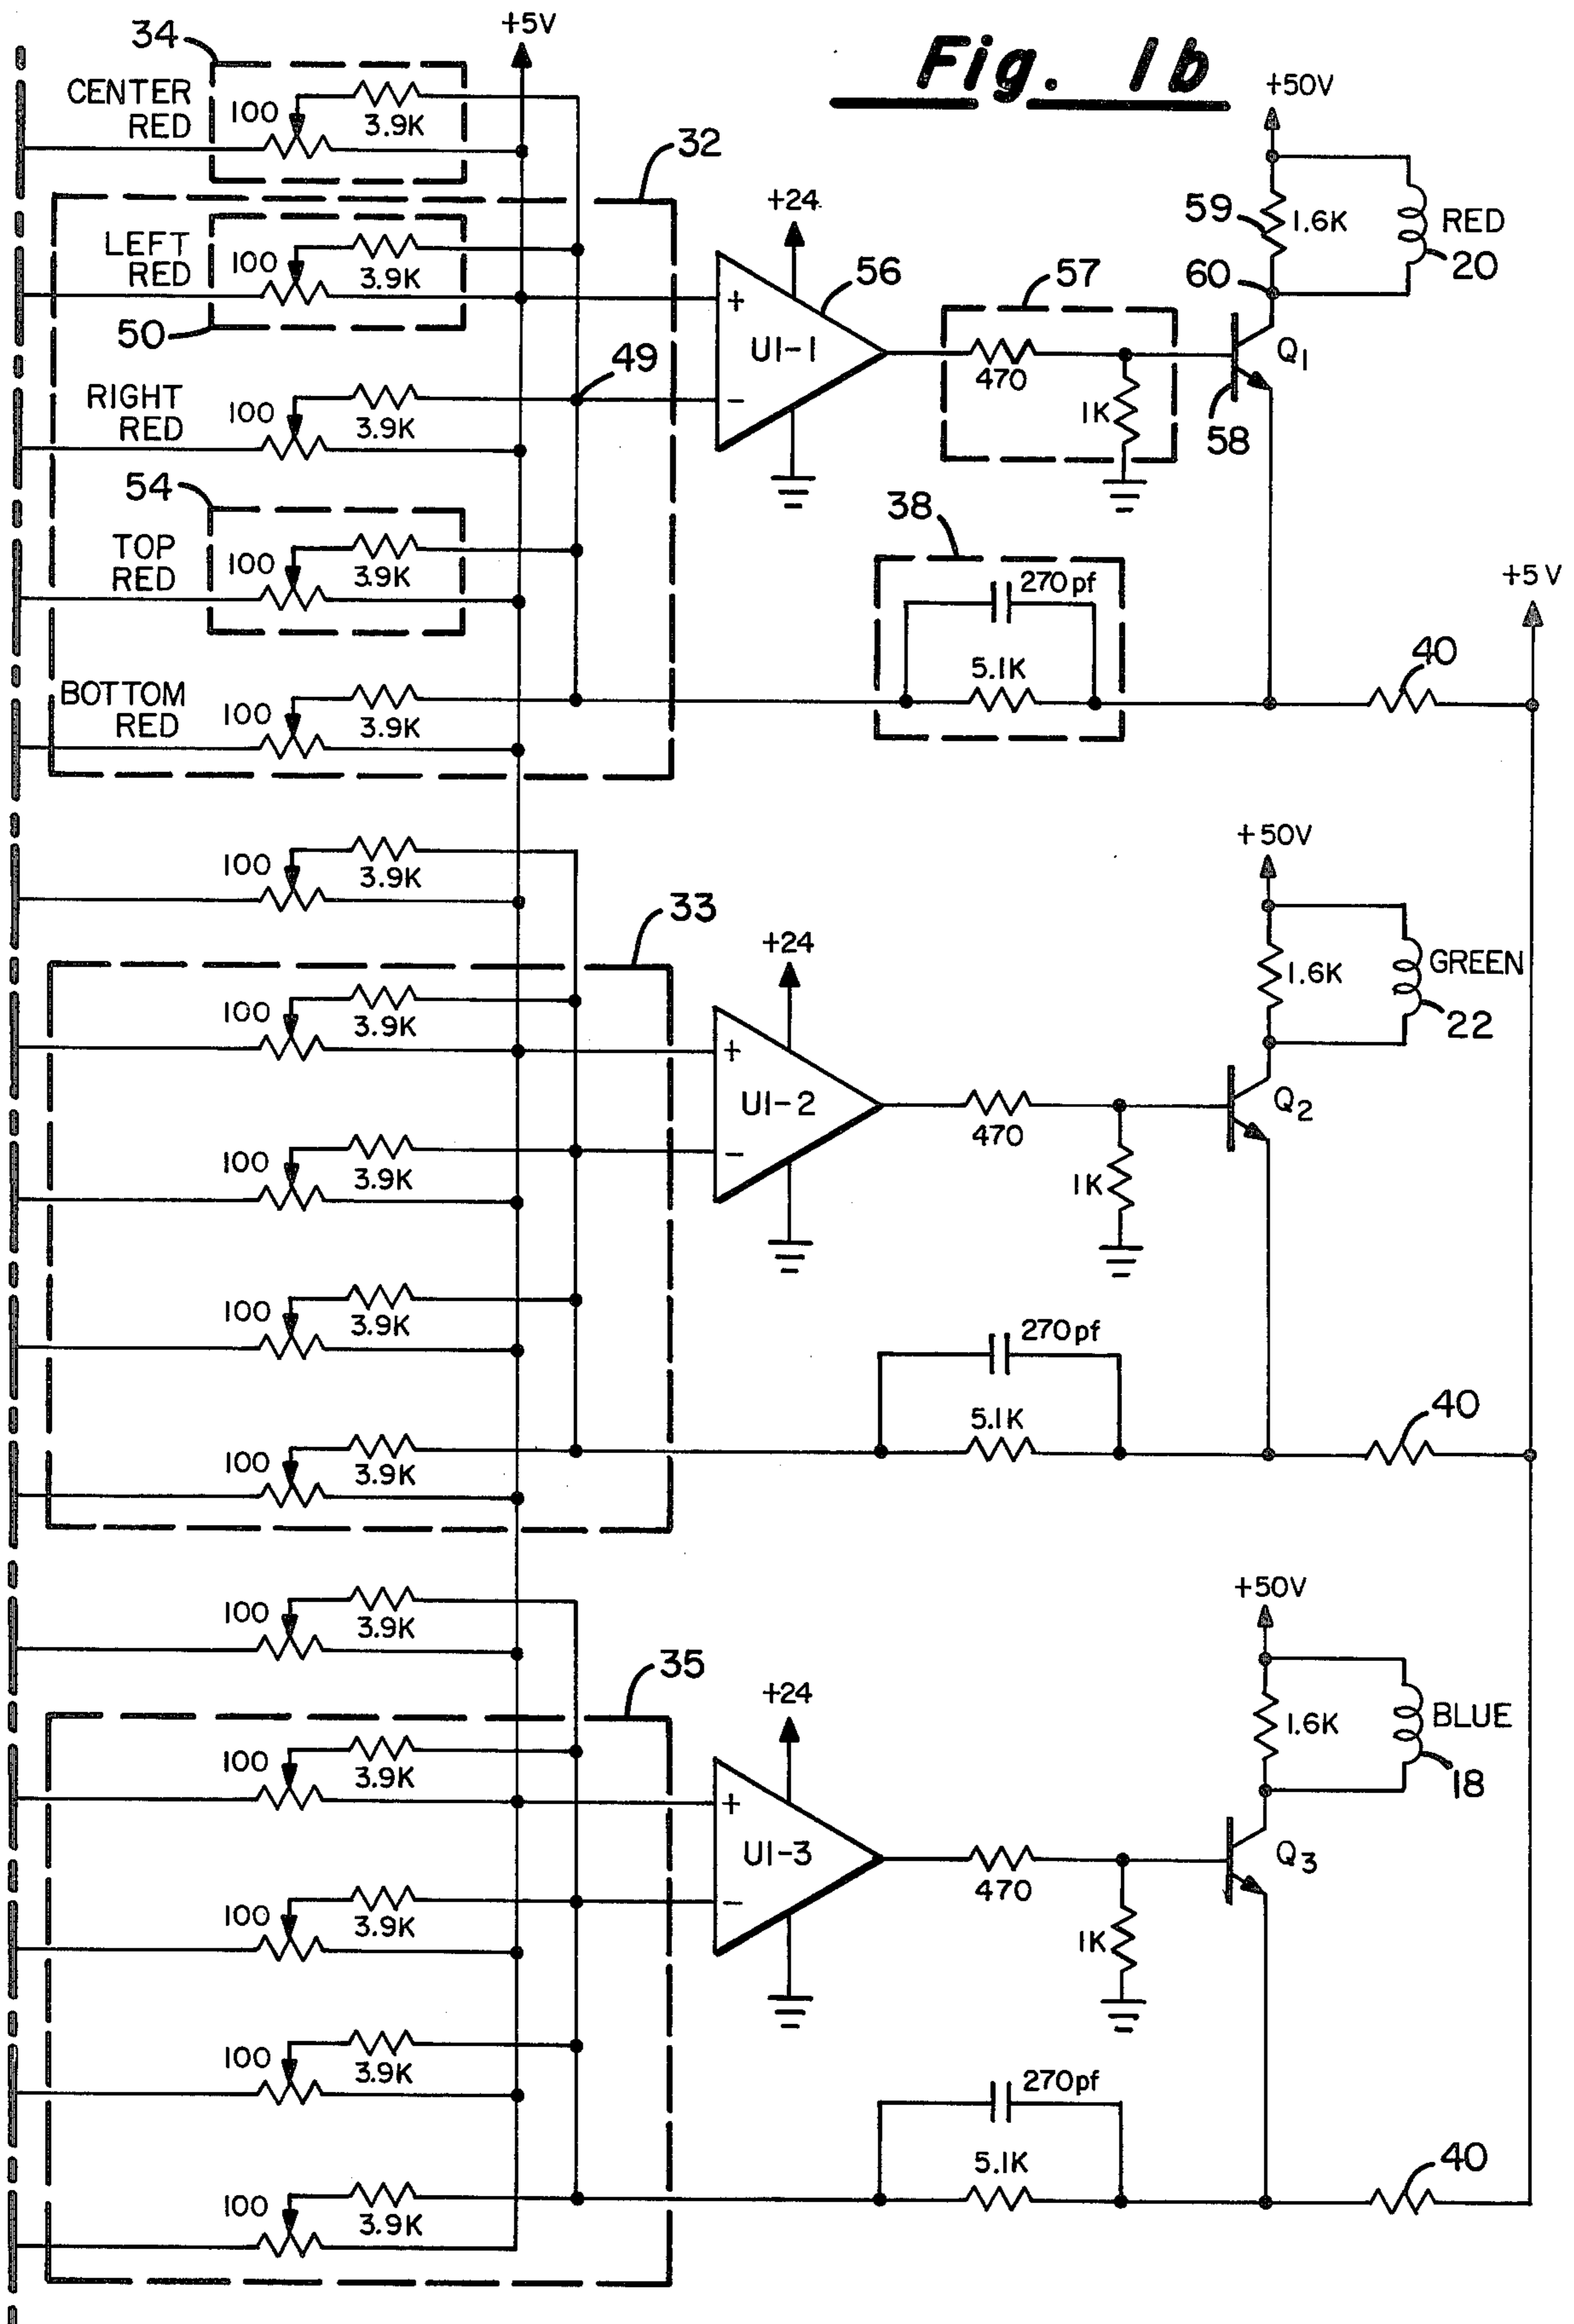 Fig. 1b
34
+5V
+50V
CENTER
RED
100
3.9K
32
+24
59
1.6K
RED
20
LEFT
RED
100
3.9K
50
+
56
U1-1
57
60
470
Q1
1K
58
RIGHT
RED
100
3.9K
49
−
54
TOP
RED
100
3.9K
38
270pf
5.1K
+5V
40
BOTTOM
RED
100
3.9K
100
3.9K
33
+24
+50V
1.6K
GREEN
22
100
3.9K
+
U1-2
470
Q2
1K
100
3.9K
−
100
3.9K
270pf
5.1K
40
100
3.9K
100
3.9K
35
+24
+50V
1.6K
BLUE
18
100
3.9K
+
U1-3
470
Q3
1K
100
3.9K
−
100
3.9K
270pf
5.1K
40
100
3.9K